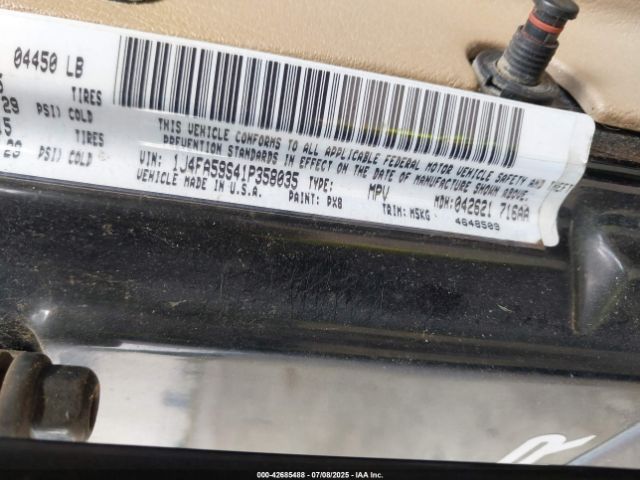 04450 LB
TIRES
29 PSI) COLD
TIRES
29 PSI) COLD
THIS VEHICLE CONFORMS TO ALL APPLICABLE FEDERAL MOTOR VEHICLE SAFETY AND THEFT
PREVENTION STANDARDS IN EFFECT ON THE DATE OF MANUFACTURE SHOWN ABOVE.
VIN: 1J4FA59S41P358035 TYPE: MPV MDH:042621 716AA
VEHICLE MADE IN U.S.A. PAINT: PX8 TRIM: M5KG 4648509
000-42685488 - 07/08/2025 - IAA Inc.